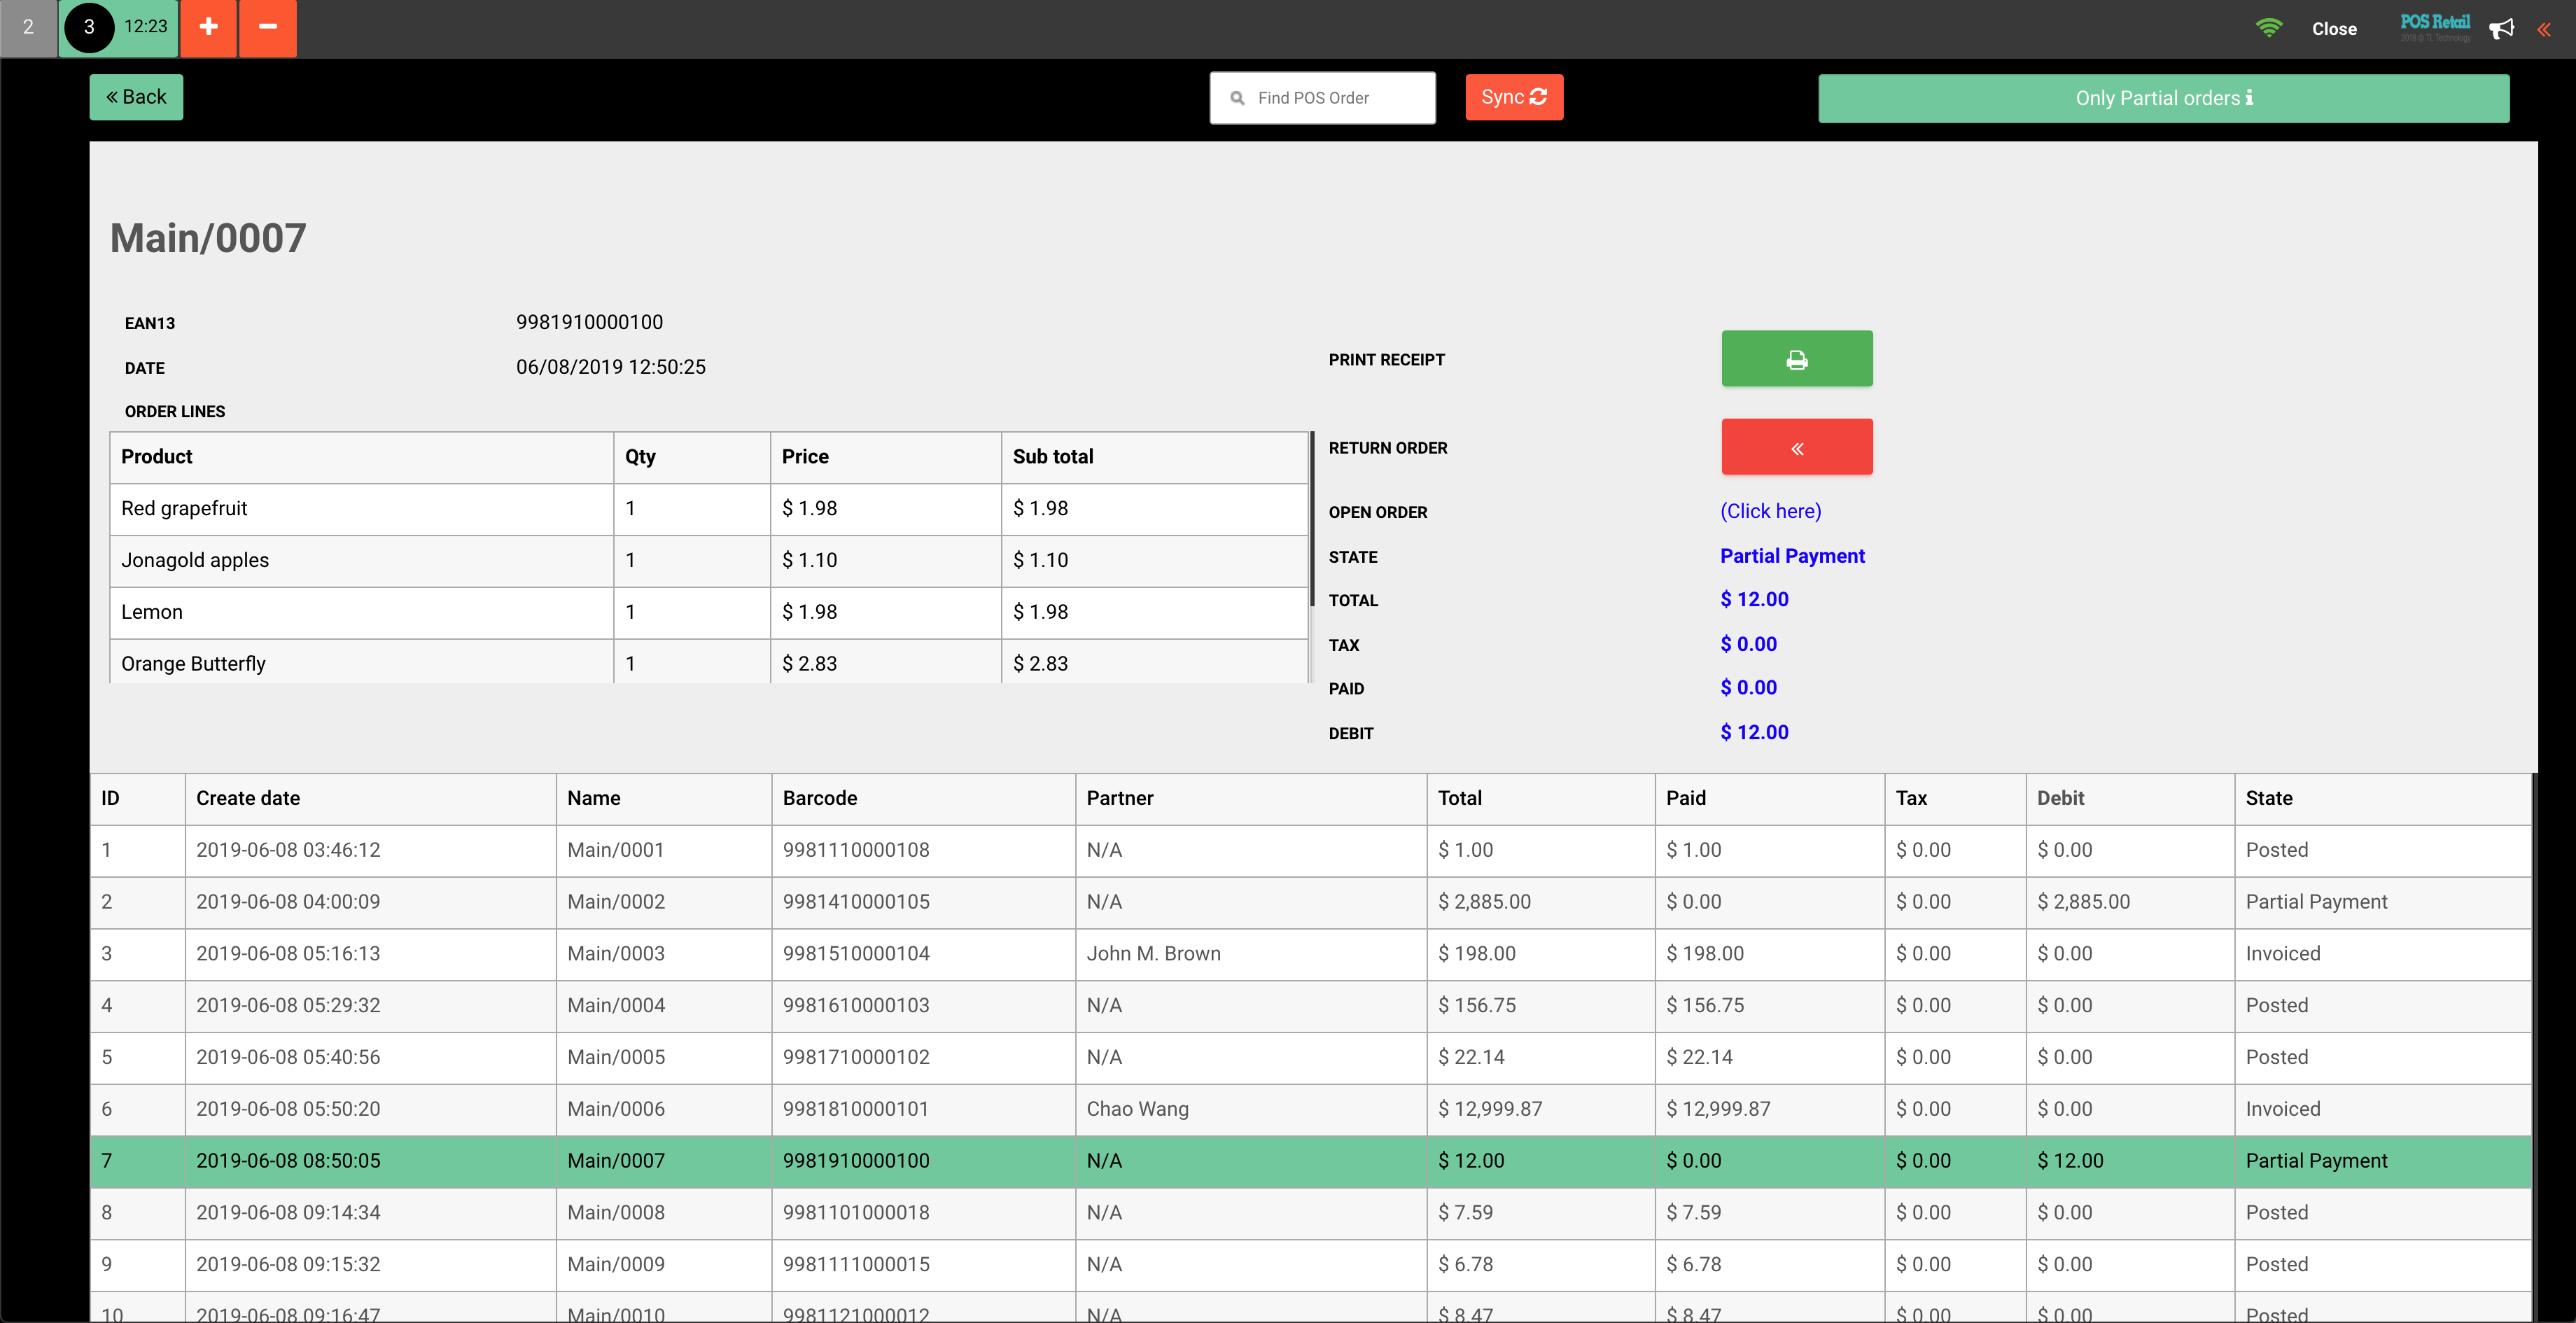 2 3 12:23 Close POS Retail
2018 © TL Technology
Back Find POS Order Sync Only Partial orders
Main/0007
EAN13 9981910000100
DATE 06/08/2019 12:50:25
ORDER LINES
Product Qty Price Sub total
Red grapefruit 1 $ 1.98 $ 1.98
Jonagold apples 1 $ 1.10 $ 1.10
Lemon 1 $ 1.98 $ 1.98
Orange Butterfly 1 $ 2.83 $ 2.83
PRINT RECEIPT
RETURN ORDER
OPEN ORDER (Click here)
STATE Partial Payment
TOTAL $ 12.00
TAX $ 0.00
PAID $ 0.00
DEBIT $ 12.00
ID Create date Name Barcode Partner Total Paid Tax Debit State
1 2019-06-08 03:46:12 Main/0001 9981110000108 N/A $ 1.00 $ 1.00 $ 0.00 $ 0.00 Posted
2 2019-06-08 04:00:09 Main/0002 9981410000105 N/A $ 2,885.00 $ 0.00 $ 0.00 $ 2,885.00 Partial Payment
3 2019-06-08 05:16:13 Main/0003 9981510000104 John M. Brown $ 198.00 $ 198.00 $ 0.00 $ 0.00 Invoiced
4 2019-06-08 05:29:32 Main/0004 9981610000103 N/A $ 156.75 $ 156.75 $ 0.00 $ 0.00 Posted
5 2019-06-08 05:40:56 Main/0005 9981710000102 N/A $ 22.14 $ 22.14 $ 0.00 $ 0.00 Posted
6 2019-06-08 05:50:20 Main/0006 9981810000101 Chao Wang $ 12,999.87 $ 12,999.87 $ 0.00 $ 0.00 Invoiced
7 2019-06-08 08:50:05 Main/0007 9981910000100 N/A $ 12.00 $ 0.00 $ 0.00 $ 12.00 Partial Payment
8 2019-06-08 09:14:34 Main/0008 9981101000018 N/A $ 7.59 $ 7.59 $ 0.00 $ 0.00 Posted
9 2019-06-08 09:15:32 Main/0009 9981111000015 N/A $ 6.78 $ 6.78 $ 0.00 $ 0.00 Posted
10 2019-06-08 09:16:47 Main/0010 9981121000012 N/A $ 8.47 $ 8.47 $ 0.00 $ 0.00 Posted